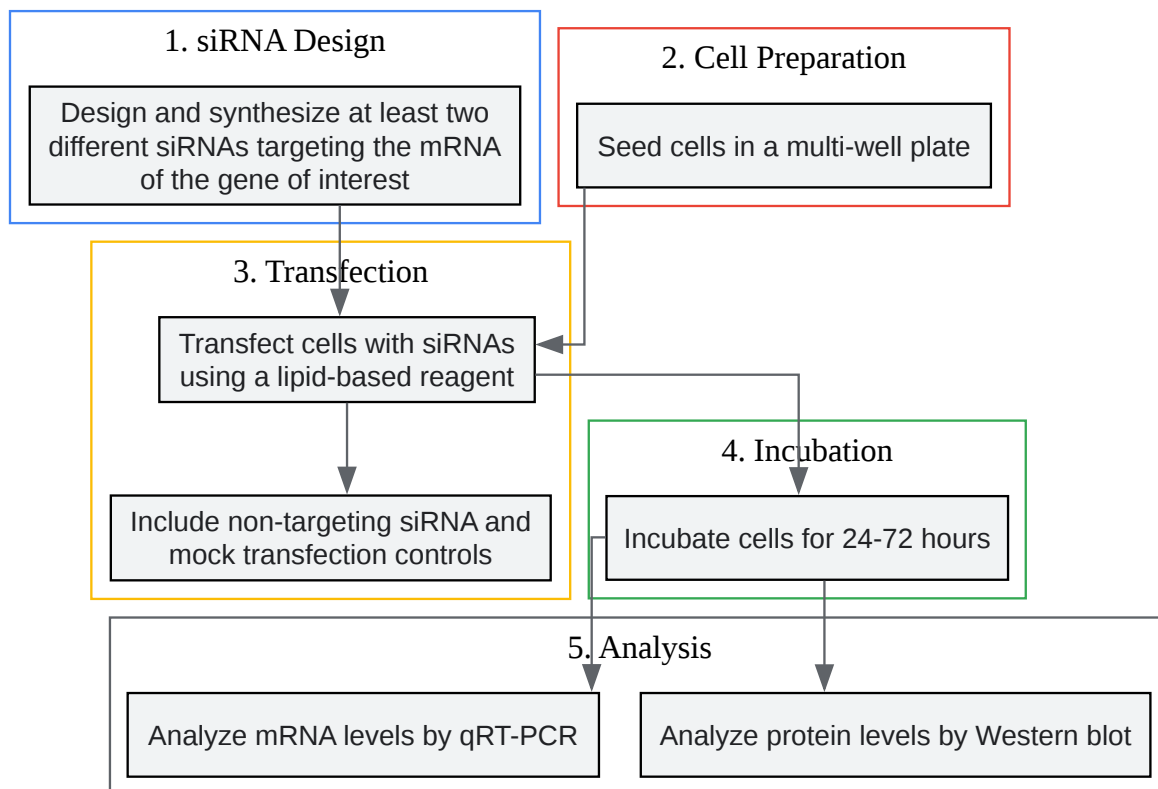 1. siRNA Design
Design and synthesize at least two
different siRNAs targeting the mRNA
of the gene of interest
2. Cell Preparation
Seed cells in a multi-well plate
3. Transfection
Transfect cells with siRNAs
using a lipid-based reagent
Include non-targeting siRNA and
mock transfection controls
4. Incubation
Incubate cells for 24-72 hours
5. Analysis
Analyze mRNA levels by qRT-PCR
Analyze protein levels by Western blot